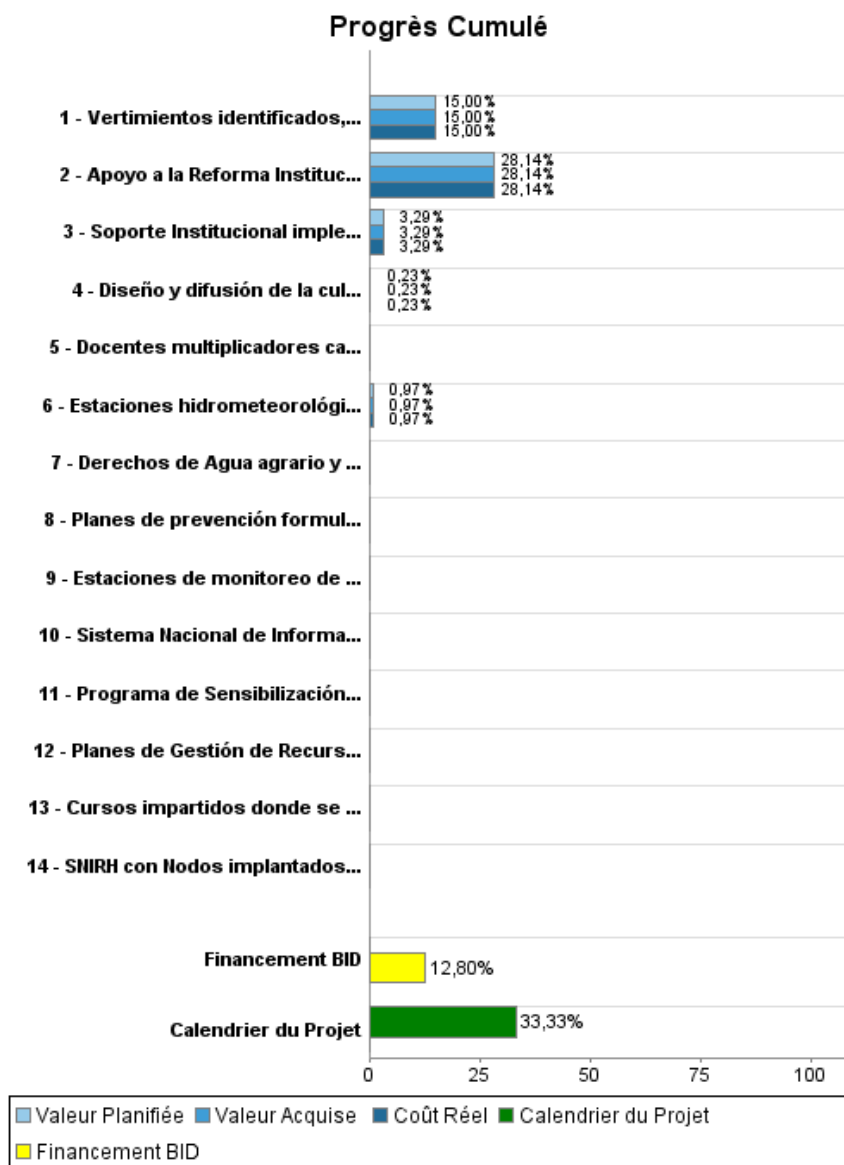 Progrès Cumulé
1 - Vertimientos identificados,...
15,00%
15,00%
15,00%
2 - Apoyo a la Reforma Instituc...
28,14%
28,14%
28,14%
3 - Soporte Institucional imple...
3,29%
3,29%
3,29%
4 - Diseño y difusión de la cul...
0,23%
0,23%
0,23%
5 - Docentes multiplicadores ca...
6 - Estaciones hidrometeorológi...
0,97%
0,97%
0,97%
7 - Derechos de Agua agrario y ...
8 - Planes de prevención formul...
9 - Estaciones de monitoreo de ...
10 - Sistema Nacional de Informa...
11 - Programa de Sensibilización...
12 - Planes de Gestión de Recurs...
13 - Cursos impartidos donde se ...
14 - SNIRH con Nodos implantados...
Financement BID
12,80%
Calendrier du Projet
33,33%
0 25 50 75 100
Valeur Planifiée Valeur Acquise Coût Réel Calendrier du Projet
Financement BID